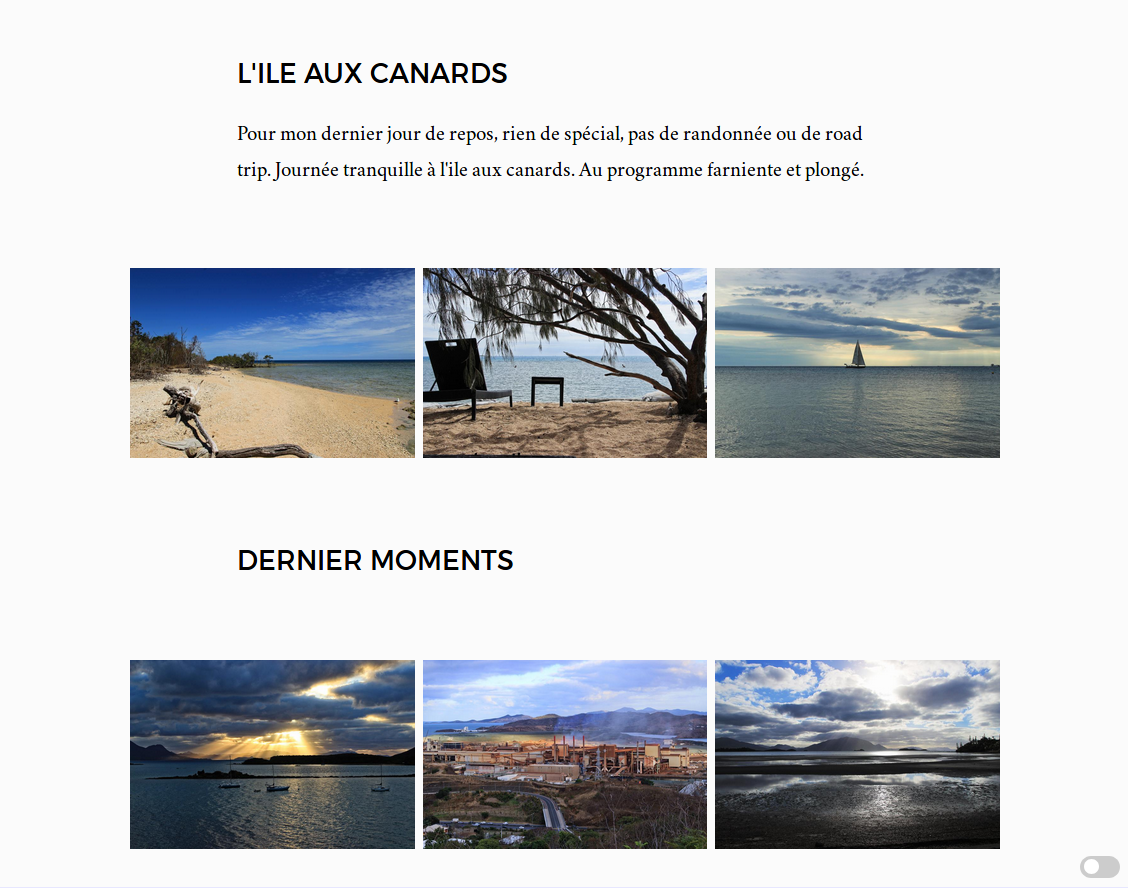 L'ILE AUX CANARDS
Pour mon dernier jour de repos, rien de spécial, pas de randonnée ou de road
trip. Journée tranquille à l'ile aux canards. Au programme farniente et plongé.
DERNIER MOMENTS